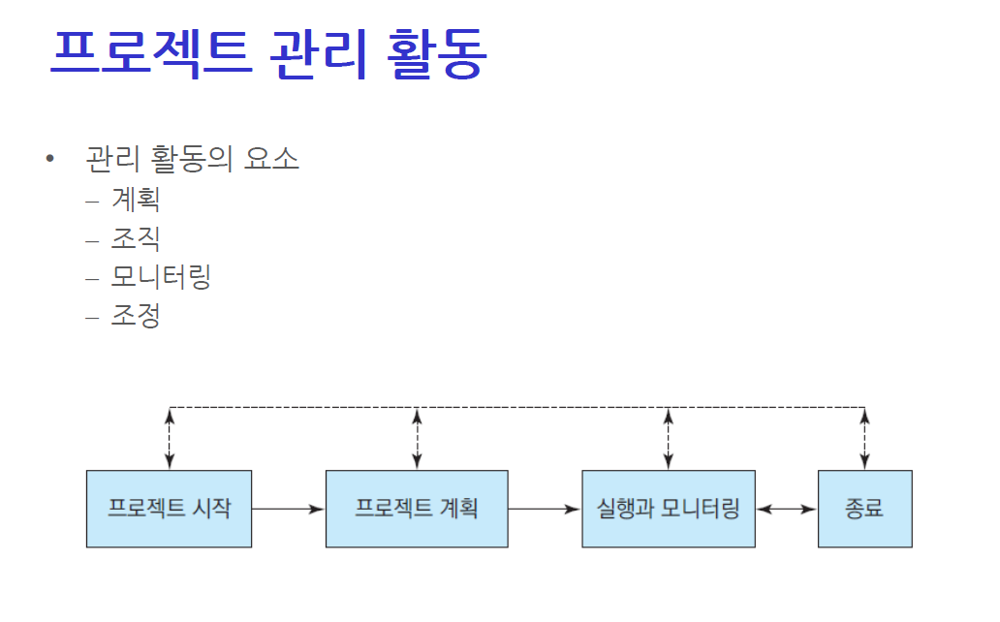 프로젝트 관리 활동
• 관리 활동의 요소
– 계획
– 조직
– 모니터링
– 조정
프로젝트 시작
프로젝트 계획
실행과 모니터링
종료